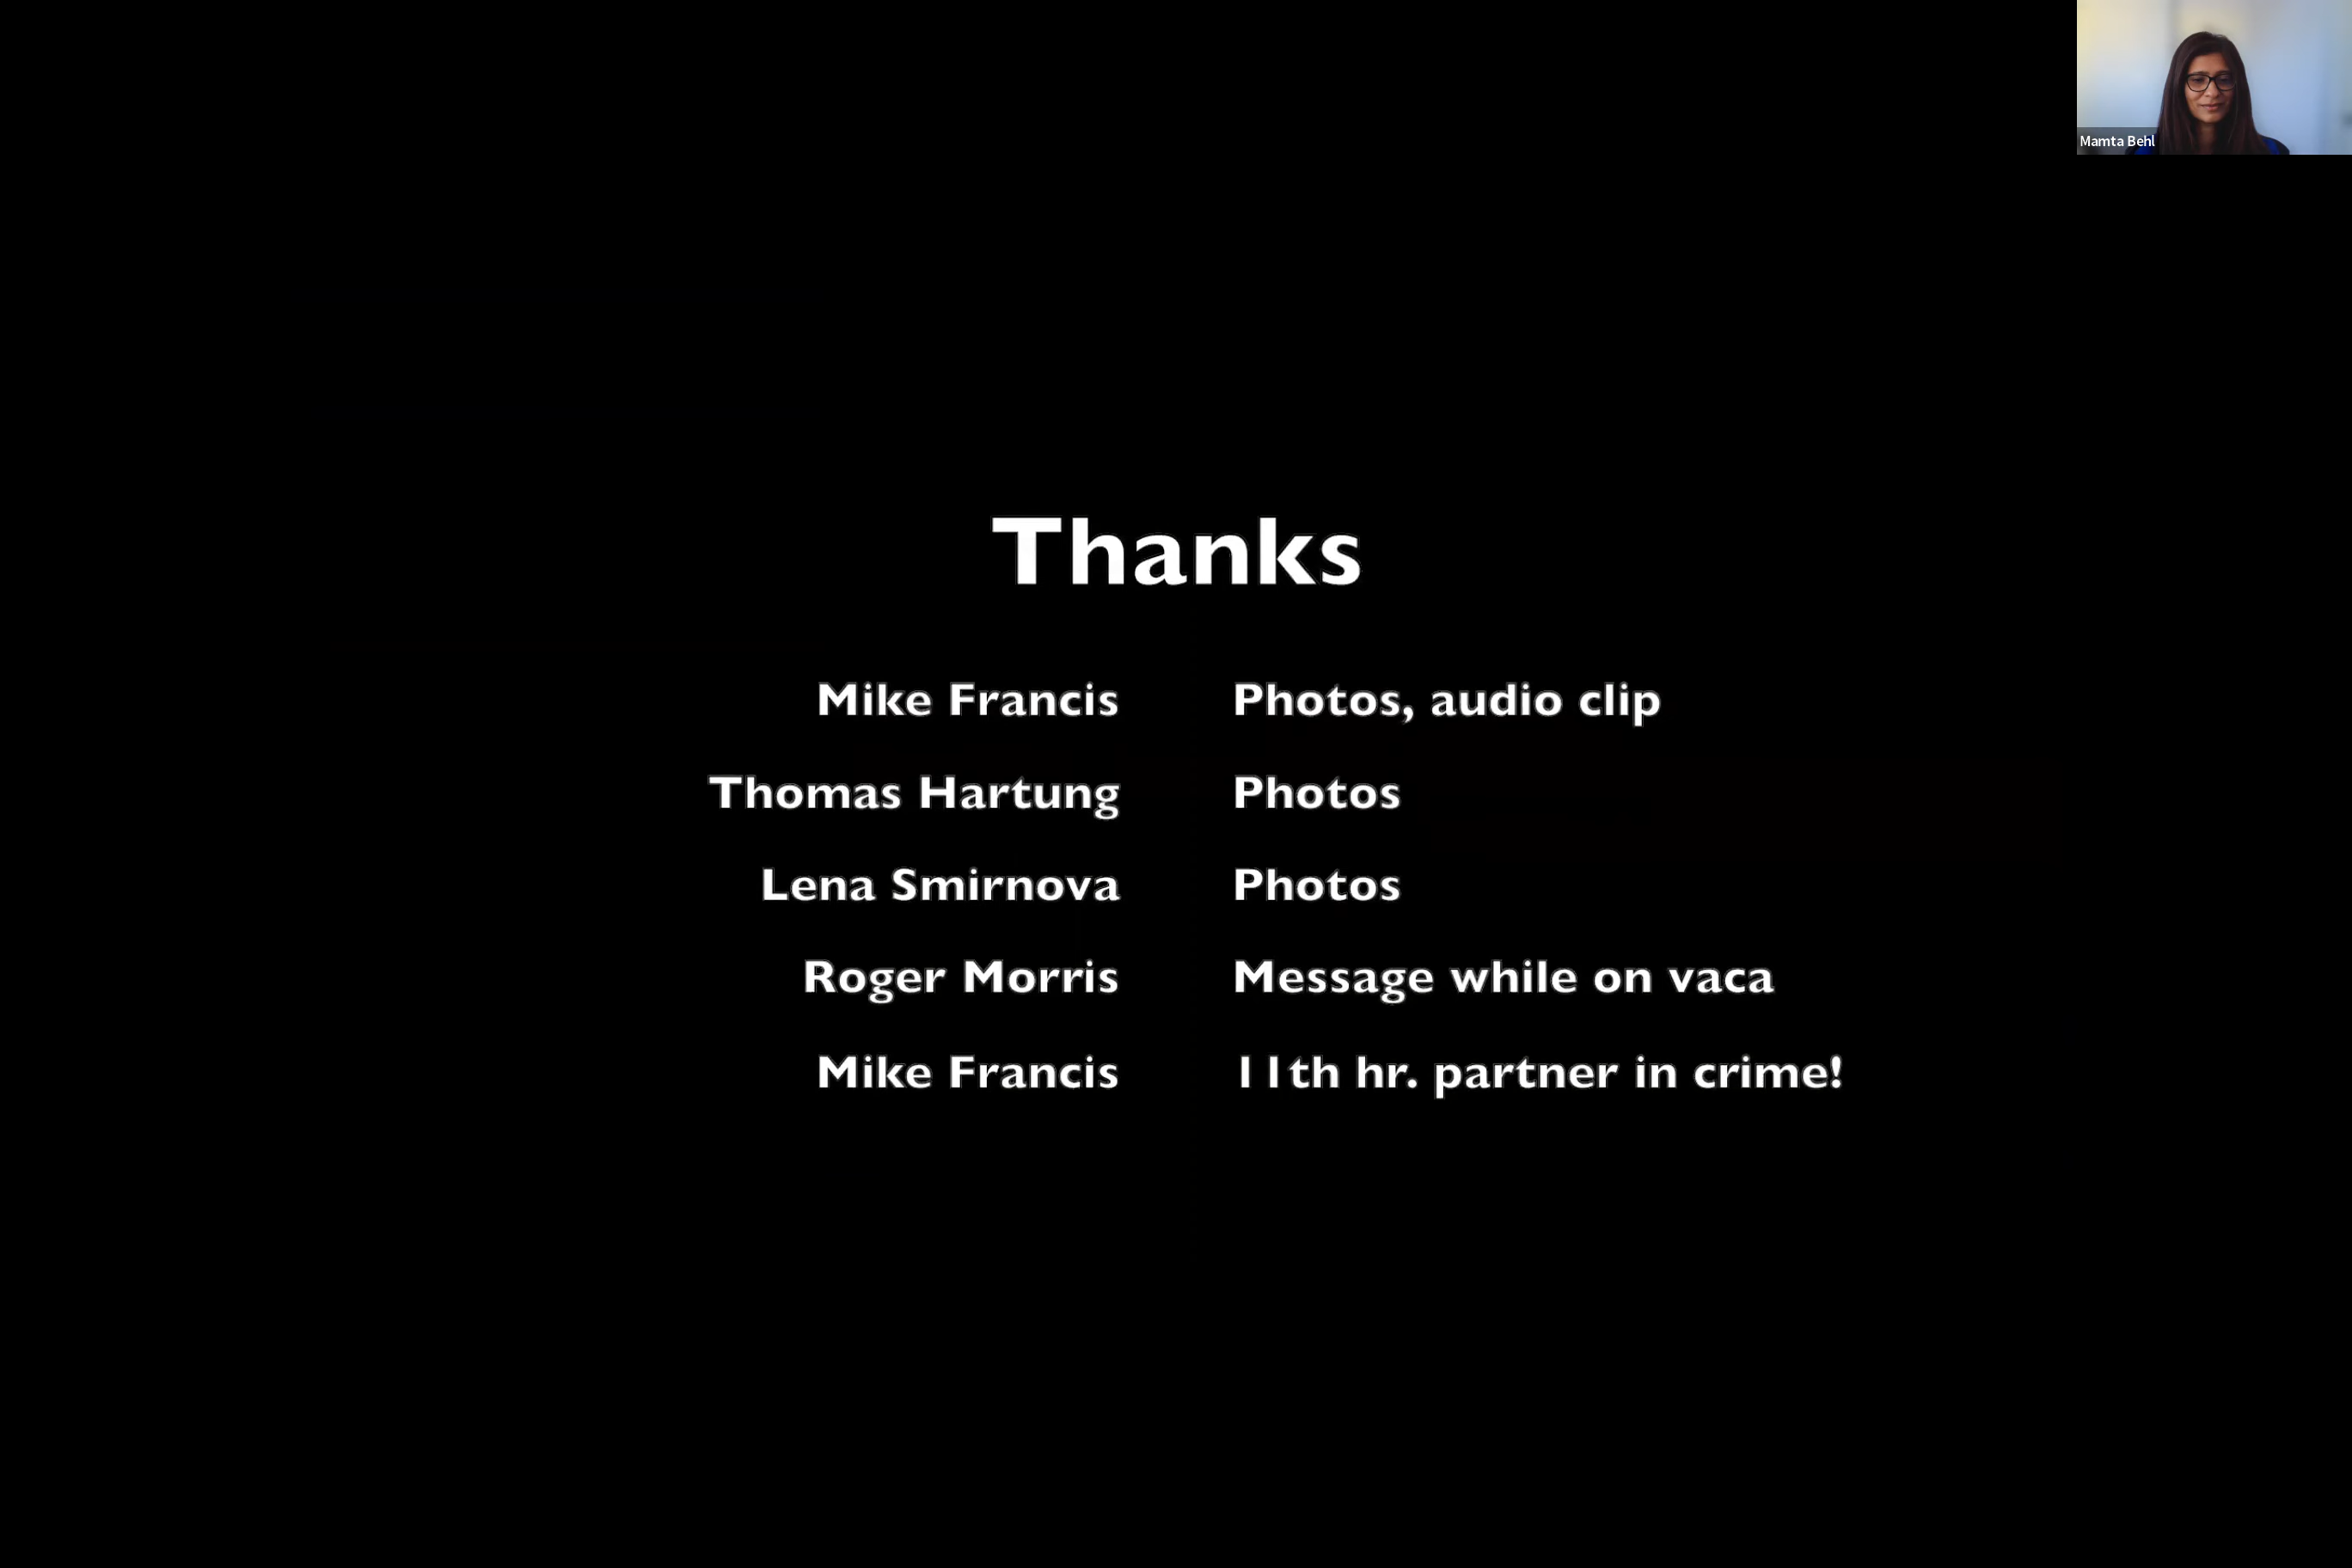 Mamta Behl
Thanks
Mike Francis Photos, audio clip
Thomas Hartung Photos
Lena Smirnova Photos
Roger Morris Message while on vaca
Mike Francis 11th hr. partner in crime!